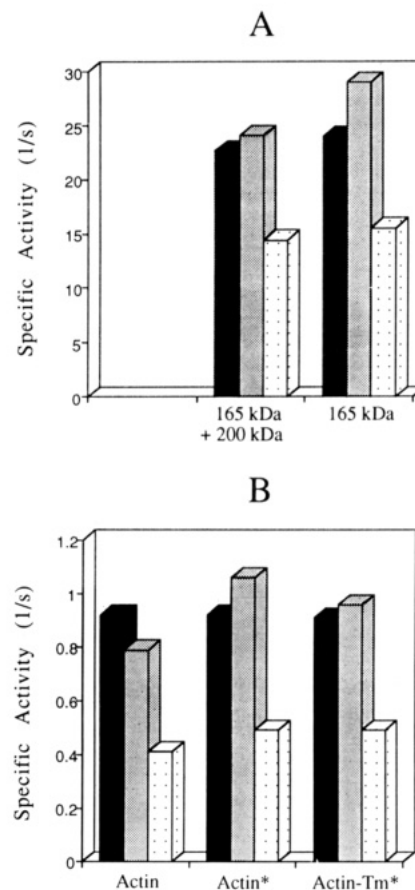 A
Specific Activity (1/s)
30
25
20
15
10
5
0
165 kDa
+ 200 kDa
165 kDa
B
Specific Activity (1/s)
1.2
1
0.8
0.6
0.4
0.2
0
Actin
Actin*
Actin-Tm*